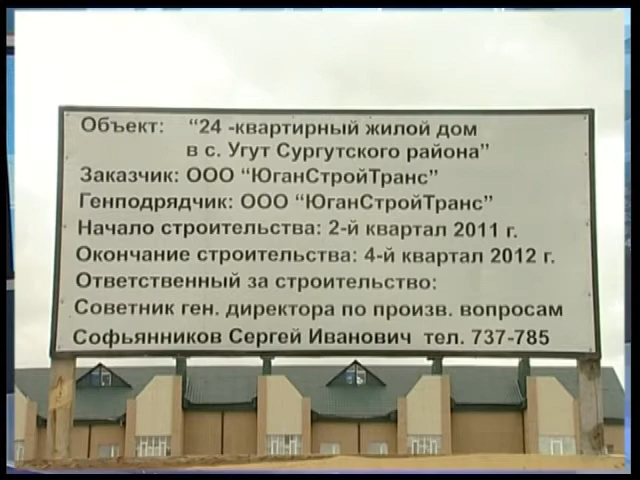 Объект: "24 -квартирный жилой дом
в с. Угут Сургутского района"
Заказчик: ООО "ЮганСтройТранс"
Генподрядчик: ООО "ЮганСтройТранс"
Начало строительства: 2-й квартал 2011 г.
Окончание строительства: 4-й квартал 2012 г.
Ответственный за строительство:
Советник ген. директора по произв. вопросам
Софьянников Сергей Иванович тел. 737-785